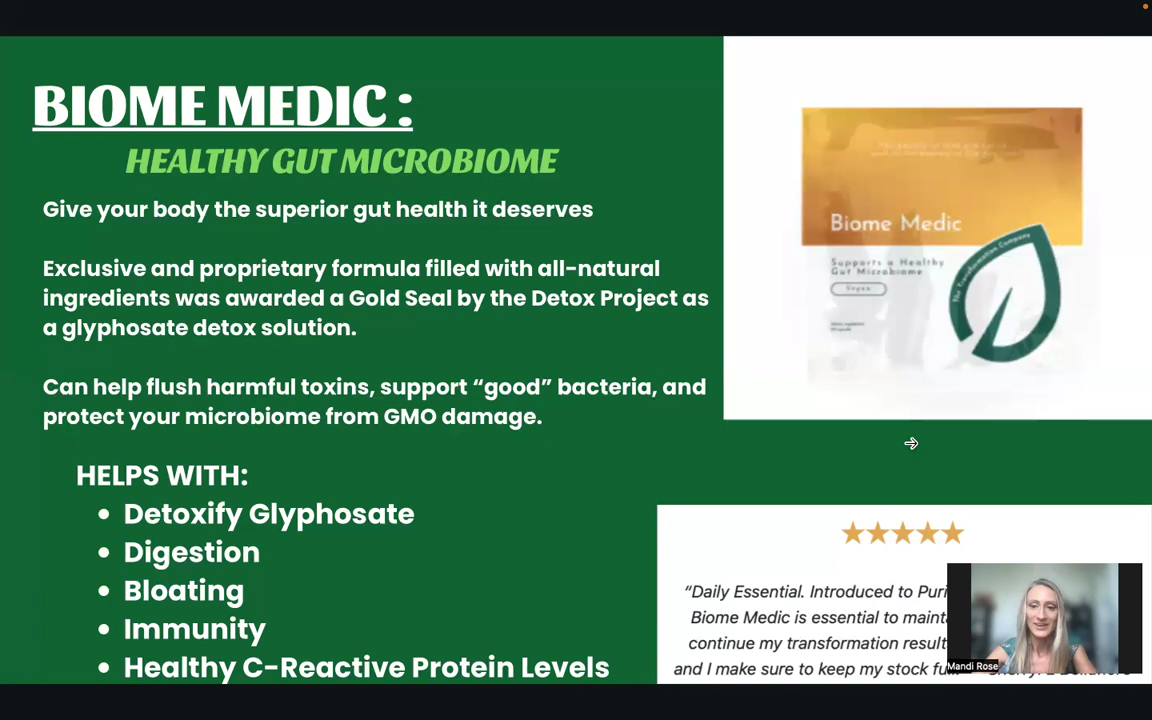 BIOME MEDIC :
HEALTHY GUT MICROBIOME
Give your body the superior gut health it deserves
Exclusive and proprietary formula filled with all-natural
ingredients was awarded a Gold Seal by the Detox Project as
a glyphosate detox solution.
Can help flush harmful toxins, support “good” bacteria, and
protect your microbiome from GMO damage.
HELPS WITH:
• Detoxify Glyphosate
• Digestion
• Bloating
• Immunity
• Healthy C-Reactive Protein Levels
Biome Medic
Supports a Healthy
Gut Microbiome
Vegan
The Transformation Company
“Daily Essential. Introduced to
Biome Medic is essential to
continue my transformation
and I make sure to keep my stock
Mandi Rose